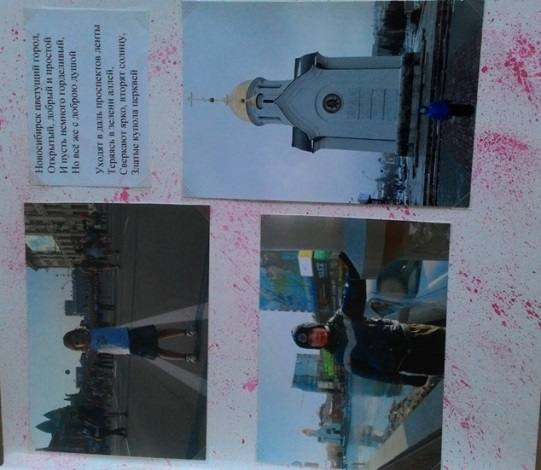 Новосибирск цветущий город,
Открытый, добрый и простой
И пусть немного горделивый,
Но всё же с доброю душой
Уходят в даль проспектов ленты
Теряясь в зелени аллей,
Сверкают ярко, вторят солнцу,
Златые купола церквей